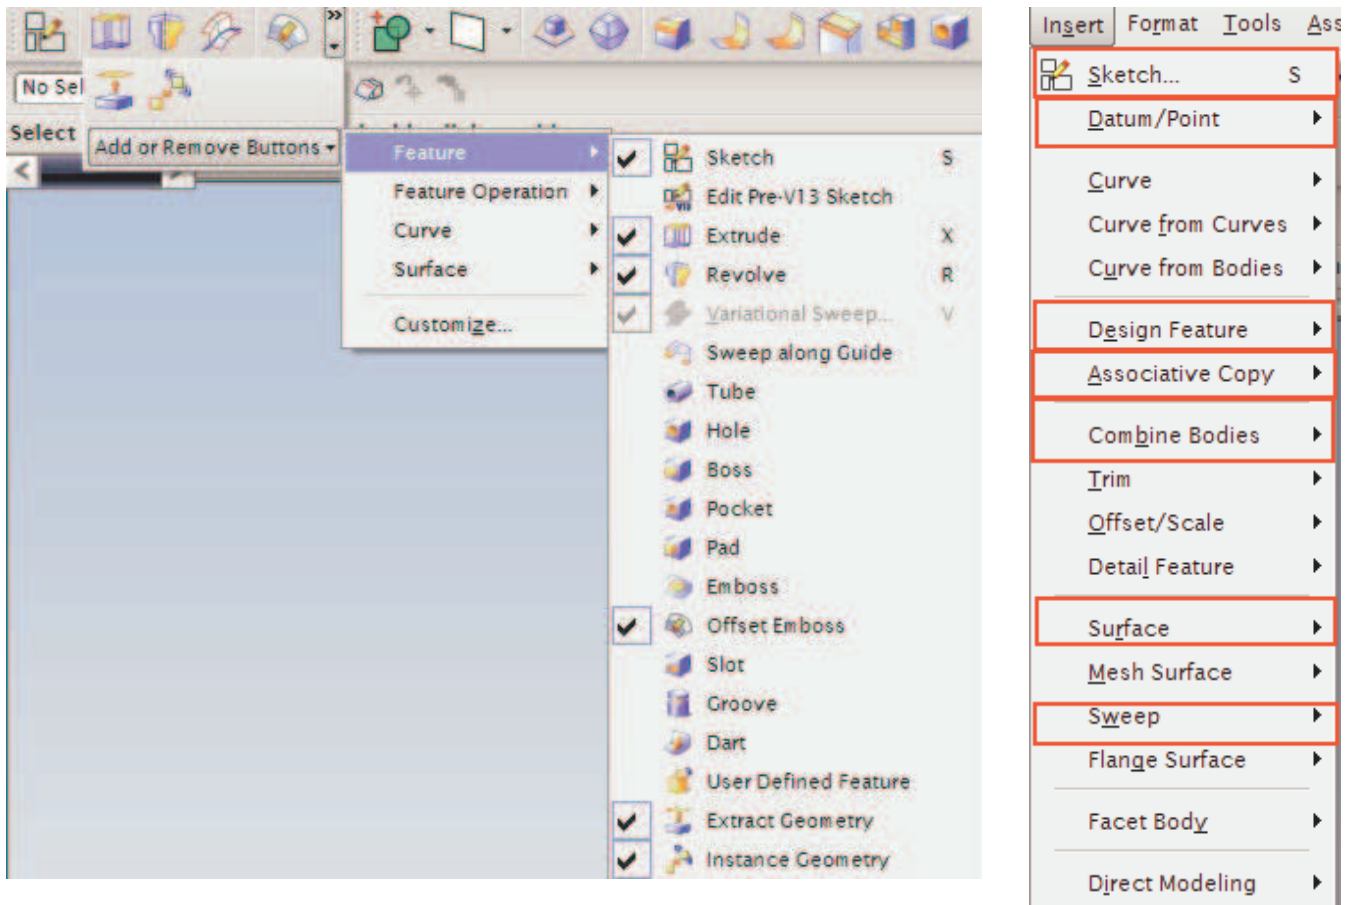 No Sel
Select
Add or Remove Buttons
Feature
Feature Operation
Curve
Surface
Customize...
Sketch S
Edit Pre-V13 Sketch
Extrude X
Revolve R
Variational Sweep... V
Sweep along Guide
Tube
Hole
Boss
Pocket
Pad
Emboss
Offset Emboss
Slot
Groove
Dart
User Defined Feature
Extract Geometry
Instance Geometry
Insert Format Tools Ass
Sketch... S
Datum/Point
Curve
Curve from Curves
Curve from Bodies
Design Feature
Associative Copy
Combine Bodies
Trim
Offset/Scale
Detail Feature
Surface
Mesh Surface
Sweep
Flange Surface
Facet Body
Direct Modeling